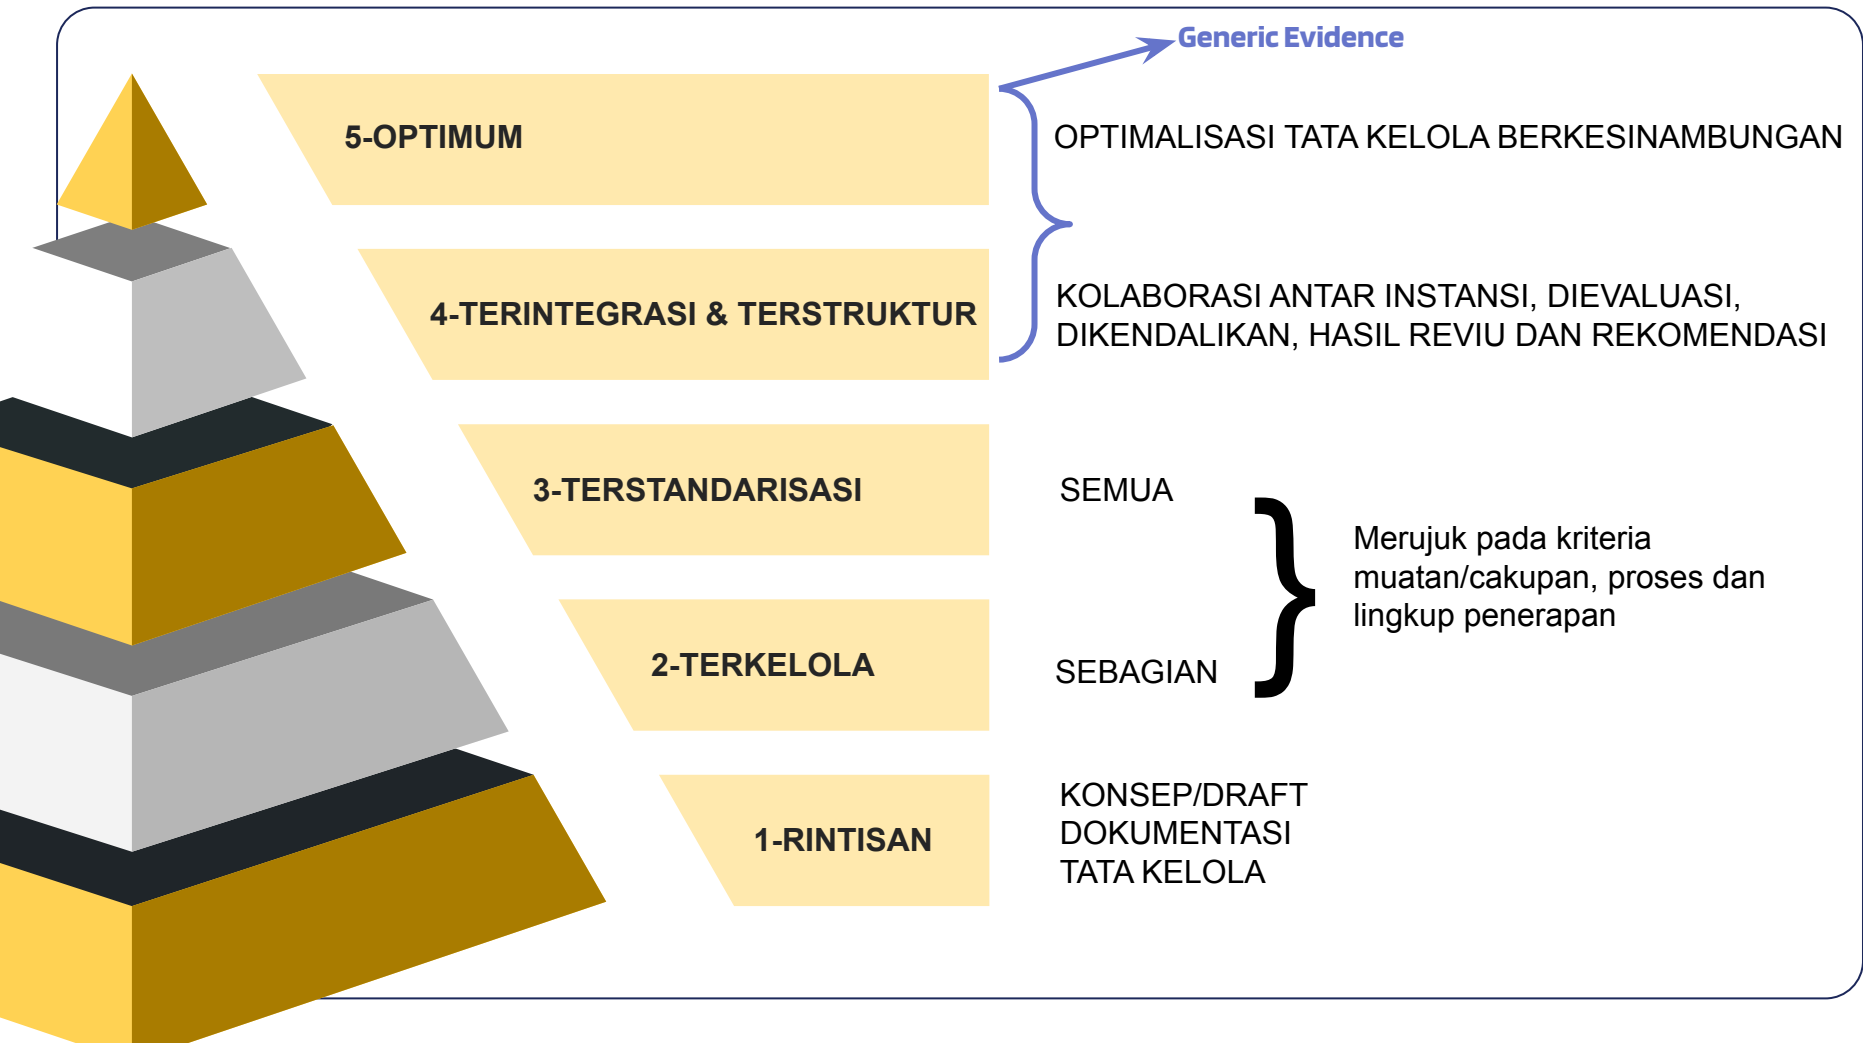 Generic Evidence
5-OPTIMUM
OPTIMALISASI TATA KELOLA BERKESINAMBUNGAN
4-TERINTEGRASI & TERSTRUKTUR
KOLABORASI ANTAR INSTANSI, DIEVALUASI,
DIKENDALIKAN, HASIL REVIU DAN REKOMENDASI
3-TERSTANDARISASI
SEMUA
Merujuk pada kriteria
muatan/cakupan, proses dan
lingkup penerapan
2-TERKELOLA
SEBAGIAN
1-RINTISAN
KONSEP/DRAFT
DOKUMENTASI
TATA KELOLA